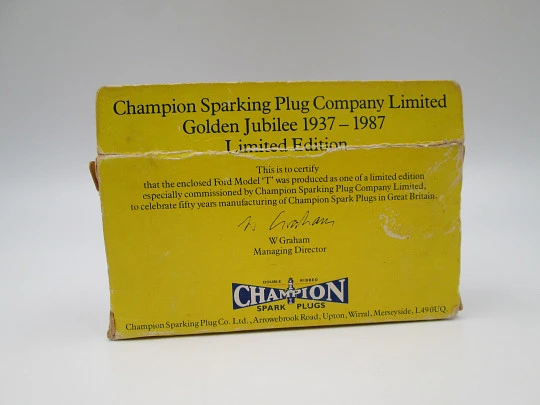 Champion Sparking Plug Company Limited
Golden Jubilee 1937 – 1987
Limited Edition
This is to certify
that the enclosed Ford Model 'T' was produced as one of a limited edition
especially commissioned by Champion Sparking Plug Company Limited,
to celebrate fifty years manufacturing of Champion Spark Plugs in Great Britain.
W Graham
W Graham
Managing Director
DOUBLE RIBBED
CHAMPION
SPARK PLUGS
Champion Sparking Plug Co. Ltd., Arrowebrook Road, Upton, Wirral, Merseyside, L49 0UQ.